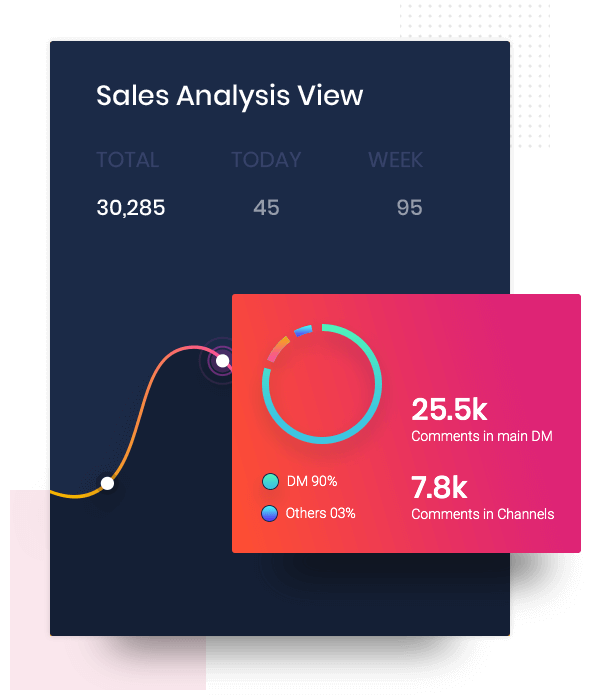 Sales Analysis View
TOTAL TODAY WEEK
30,285 45 95
25.5k
Comments in main DM
DM 90%
7.8k
Others 03%
Comments in Channels